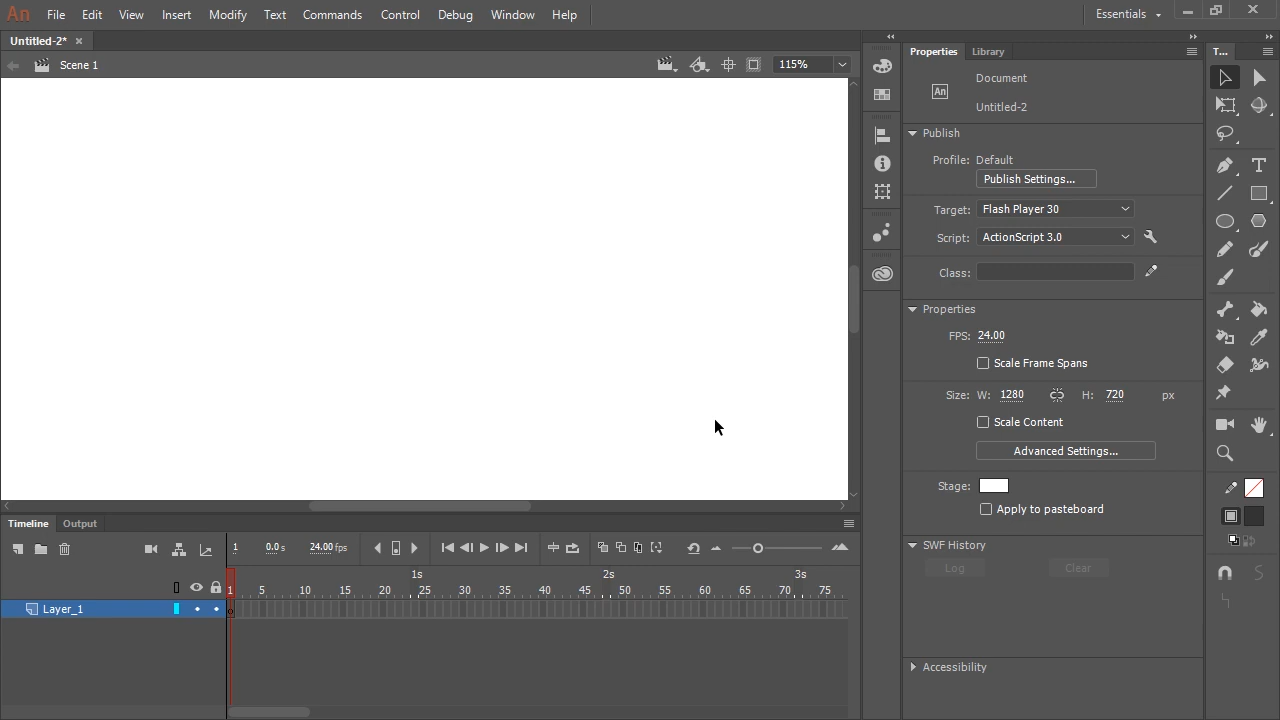 An File Edit View Insert Modify Text Commands Control Debug Window Help Essentials
Untitled-2*
Scene 1 115%
Properties Library T...
An Document
Untitled-2
Publish
Profile: Default
Publish Settings...
Target: Flash Player 30
Script: ActionScript 3.0
Class:
Properties
FPS: 24.00
Scale Frame Spans
Size: W: 1280 H: 720 px
Scale Content
Advanced Settings...
Stage:
Apply to pasteboard
SWF History
Log Clear
Accessibility
Timeline Output
1 0.0 s 24.00 fps
1s 2s 3s
1 5 10 15 20 25 30 35 40 45 50 55 60 65 70 75
Layer_1